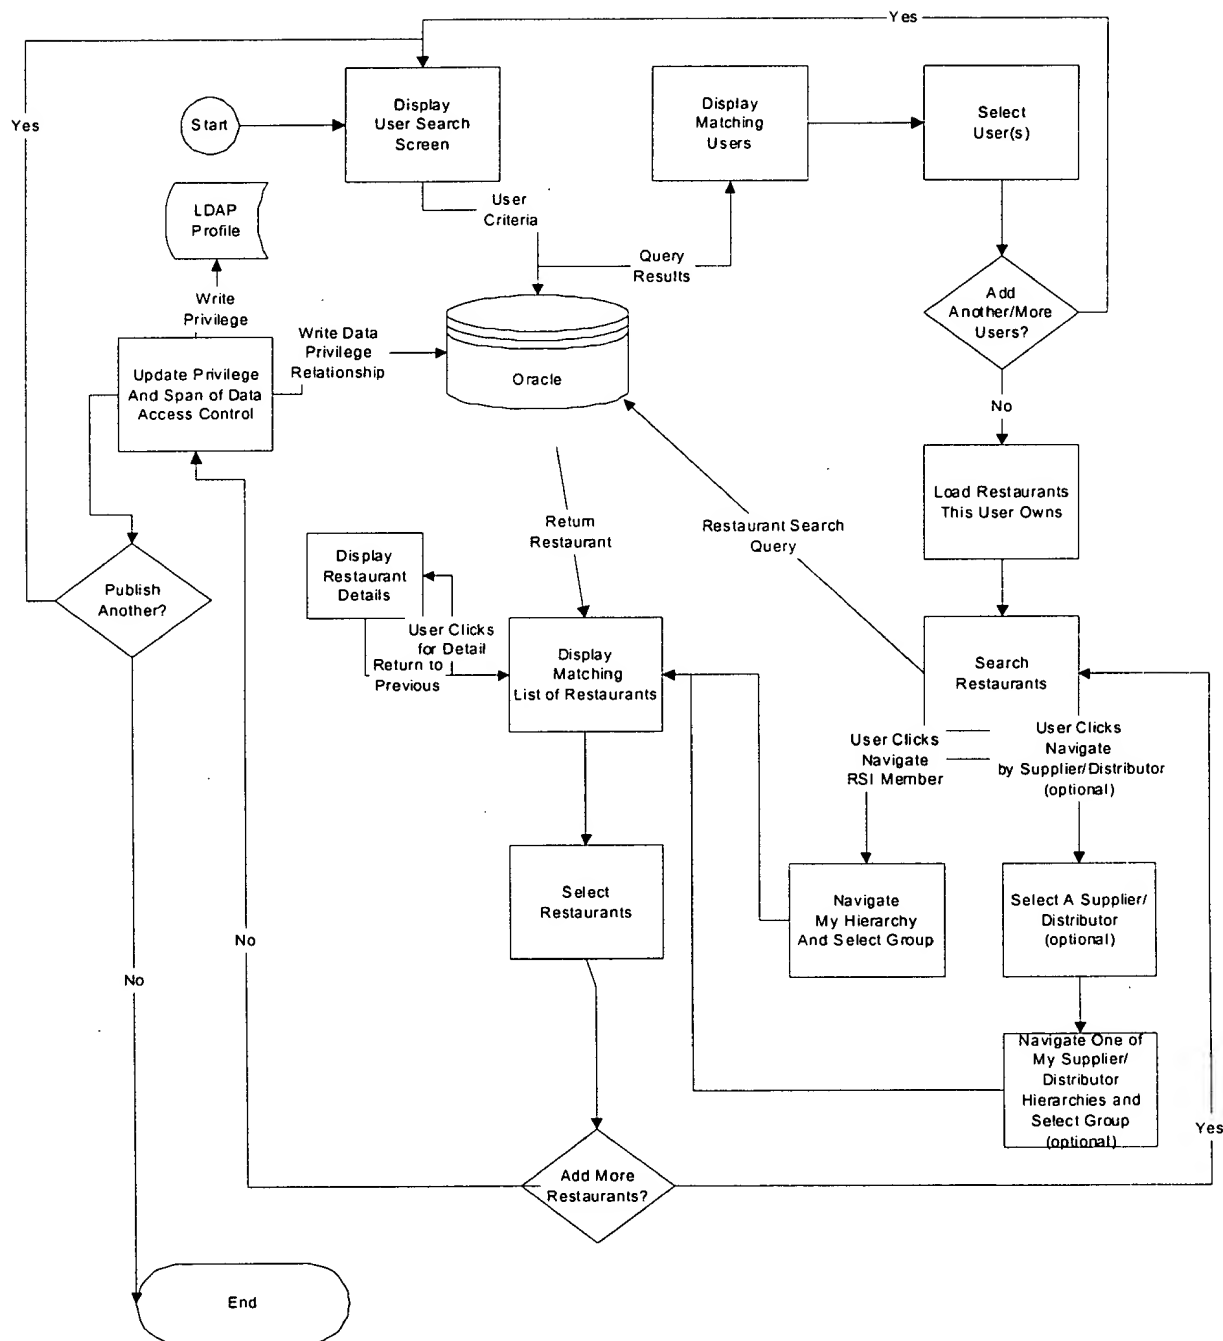 Yes
Yes
Start
Display
User Search
Screen
Display
Matching
Users
Select
User(s)
LDAP
Profile
User
Criteria
Query
Results
Add
Another/More
Users?
Write
Privilege
Write Data
Privilege
Relationship
Oracle
Update Privilege
And Span of Data
Access Control
No
Load Restaurants
This User Owns
Return
Restaurant
Restaurant Search
Query
Display
Restaurant
Details
Publish
Another?
User Clicks
for Detail
Return to
Previous
Display
Matching
List of Restaurants
Search
Restaurants
User Clicks
Navigate
RSI Member
User Clicks
Navigate
by Supplier/Distributor
(optional)
Select
Restaurants
Navigate
My Hierarchy
And Select Group
Select A Supplier/
Distributor
(optional)
No
No
Navigate One of
My Supplier/
Distributor
Hierarchies and
Select Group
(optional)
Yes
Add More
Restaurants?
End